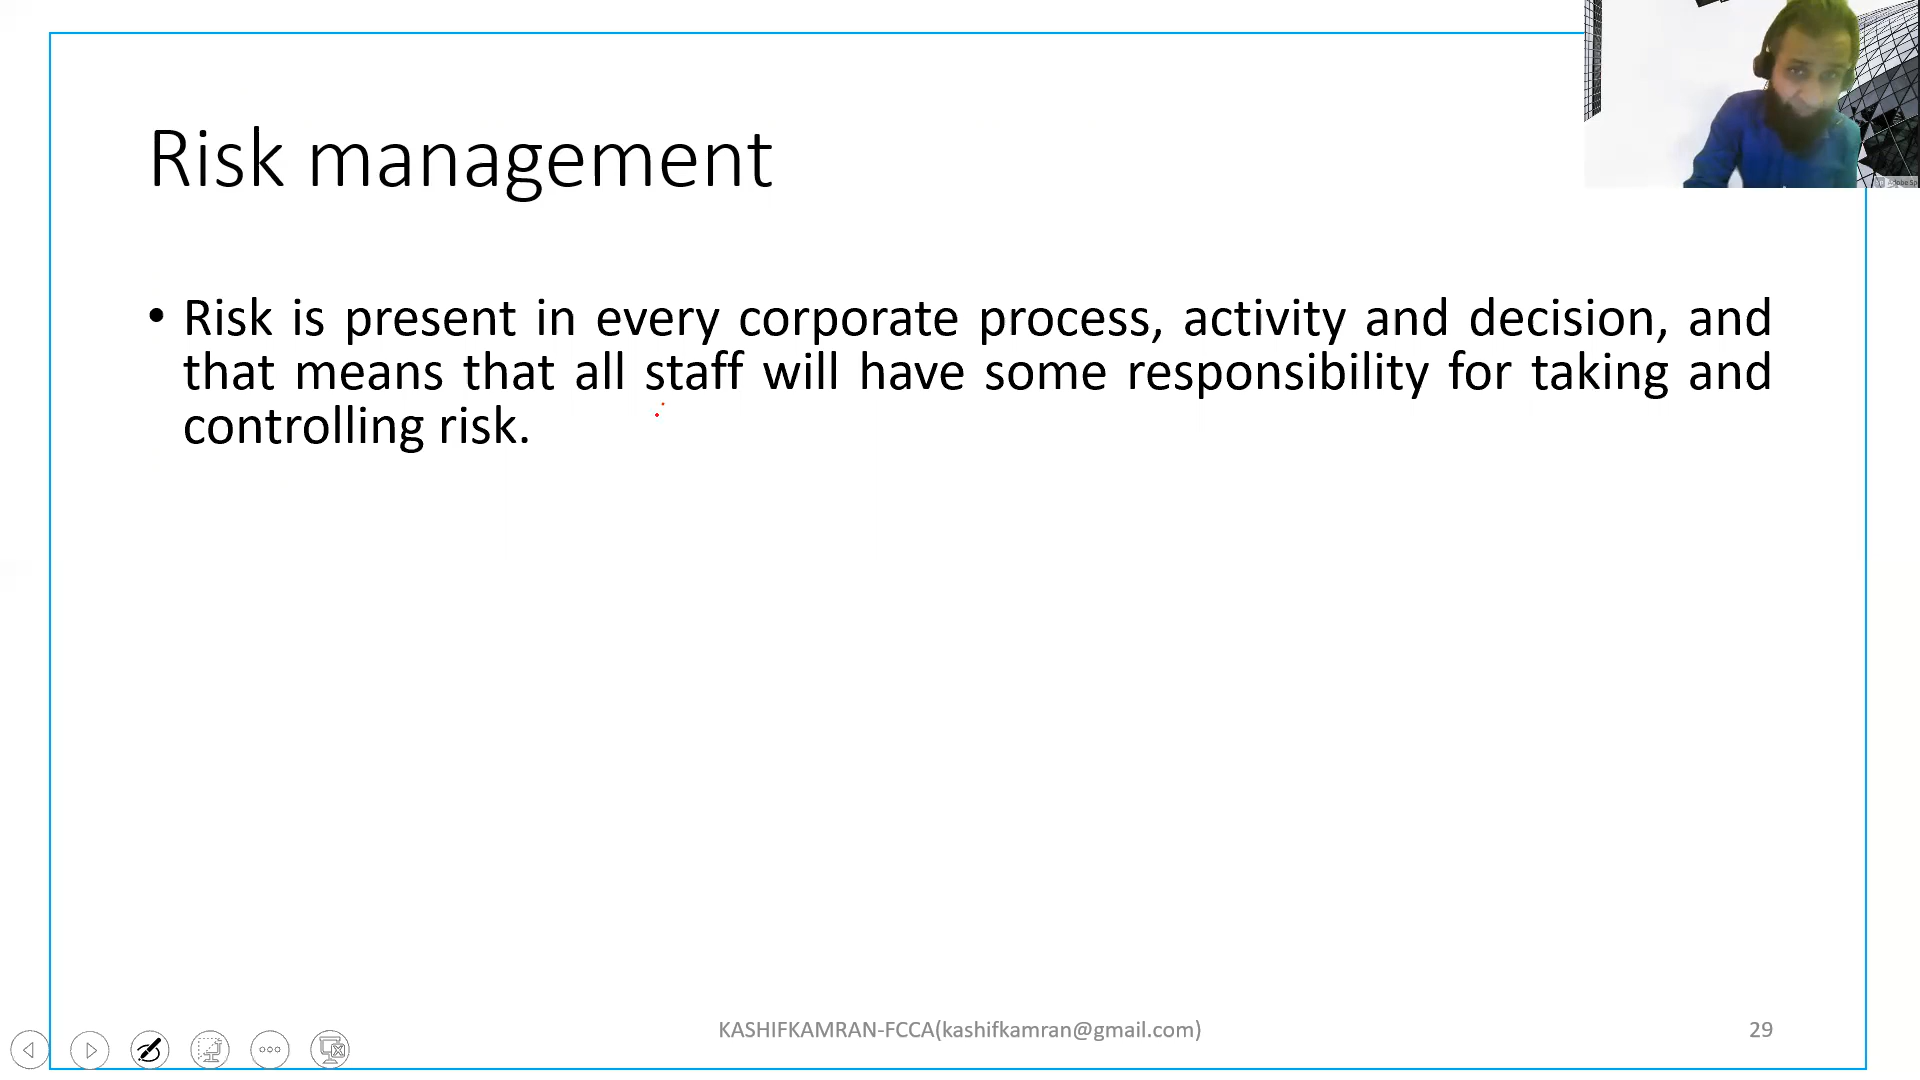 Risk management
• Risk is present in every corporate process, activity and decision, and
that means that all staff will have some responsibility for taking and
controlling risk.
KASHIFKAMRAN-FCCA(kashifkamran@gmail.com)
29